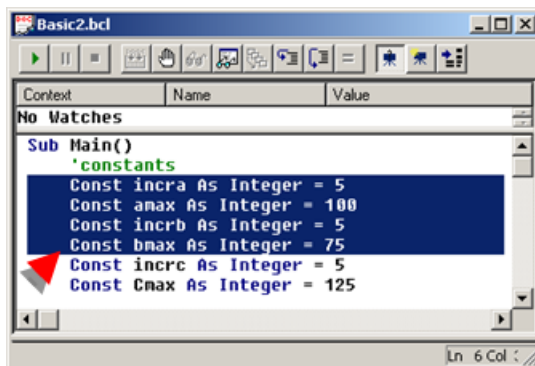 Basic2.bcl
Context Name Value
No Watches
Sub Main()
'constants
Const incra As Integer = 5
Const amax As Integer = 100
Const incrb As Integer = 5
Const bmax As Integer = 75
Const incrc As Integer = 5
Const Cmax As Integer = 125
Ln 6 Col